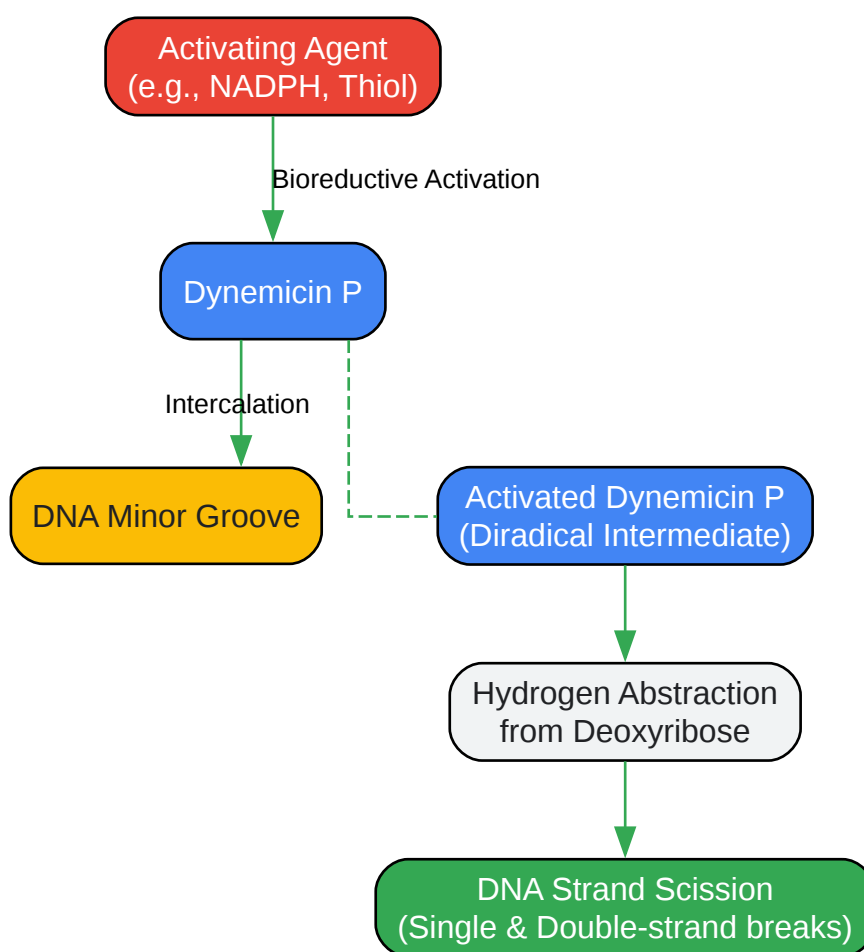 Activating Agent
(e.g., NADPH, Thiol)
Bioreductive Activation
Dynemicin P
Intercalation
DNA Minor Groove
Activated Dynemicin P
(Diradical Intermediate)
Hydrogen Abstraction
from Deoxyribose
DNA Strand Scission
(Single & Double-strand breaks)